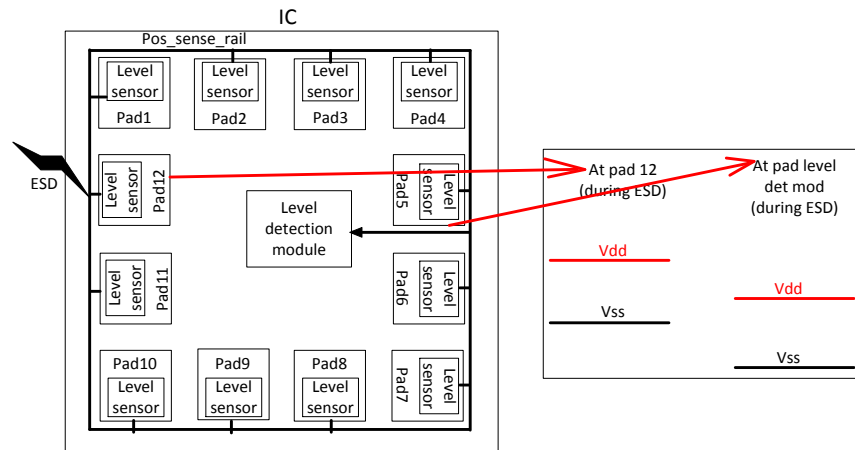 IC
Pos_sense_rail
Level
sensor
Pad1
Level
sensor
Pad2
Level
sensor
Pad3
Level
sensor
Pad4
ESD
Level
sensor
Pad12
Level
sensor
Pad5
Level
detection
module
Level
sensor
Pad11
Level
sensor
Pad6
Pad10
Level
sensor
Pad9
Level
sensor
Pad8
Level
sensor
Level
sensor
Pad7
At pad 12
(during ESD)
At pad level
det mod
(during ESD)
Vdd
Vss
Vdd
Vss